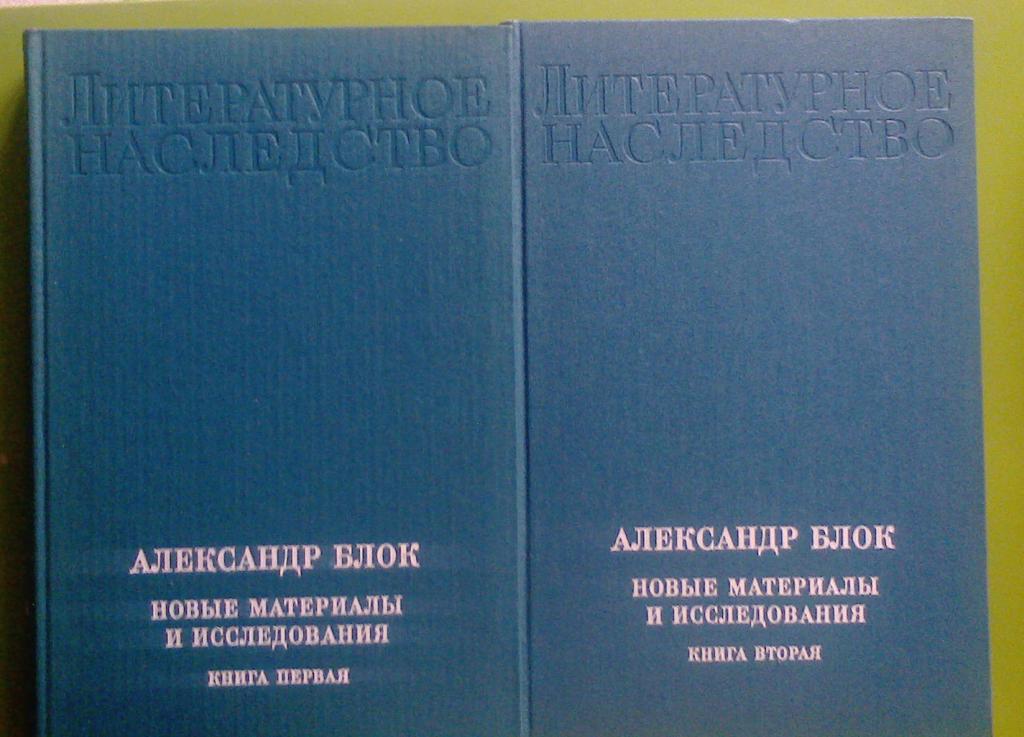 ЛИТЕРАТУРНОЕ
НАСЛЕДСТВО
АЛЕКСАНДР БЛОК
НОВЫЕ МАТЕРИАЛЫ
И ИССЛЕДОВАНИЯ
КНИГА ПЕРВАЯ
ЛИТЕРАТУРНОЕ
НАСЛЕДСТВО
АЛЕКСАНДР БЛОК
НОВЫЕ МАТЕРИАЛЫ
И ИССЛЕДОВАНИЯ
КНИГА ВТОРАЯ